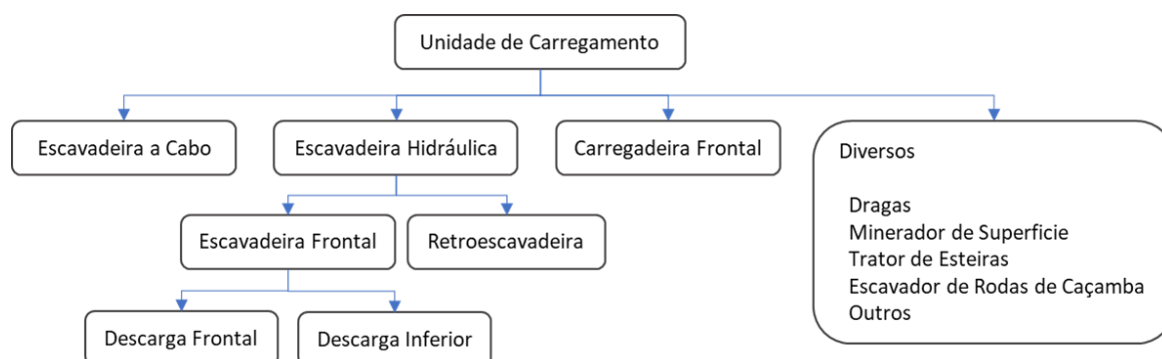 Unidade de Carregamento
Escavadeira a Cabo
Escavadeira Hidráulica
Carregadeira Frontal
Diversos
Dragas
Minerador de Superficie
Trator de Esteiras
Escavador de Rodas de Caçamba
Outros
Escavadeira Frontal
Retroescavadeira
Descarga Frontal
Descarga Inferior